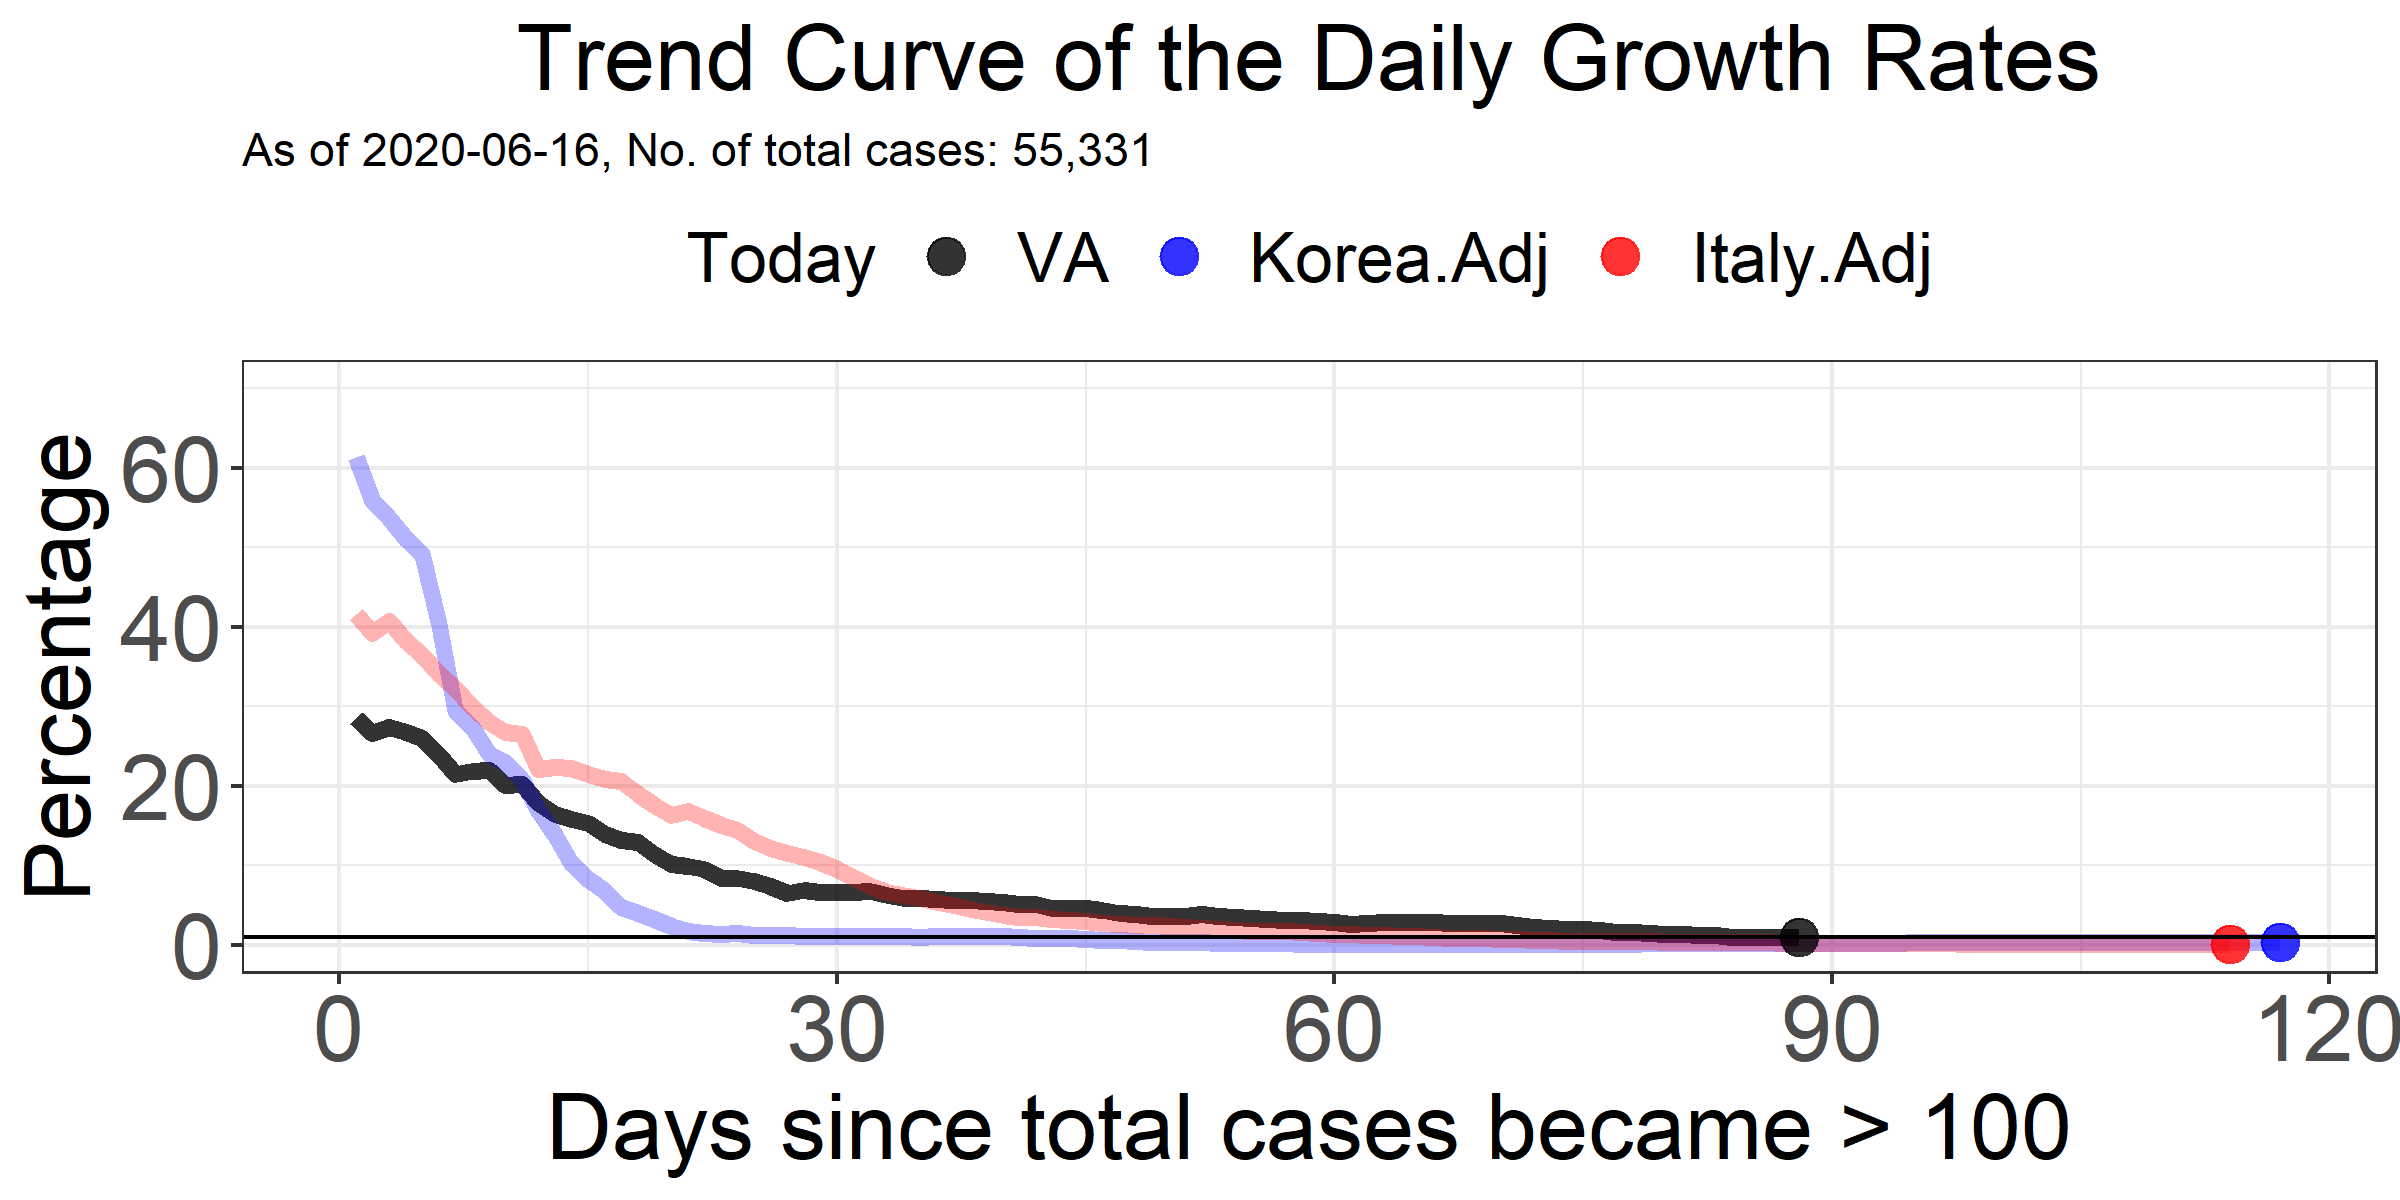 Trend Curve of the Daily Growth Rates
As of 2020-06-16, No. of total cases: 55,331
Today VA Korea.Adj Italy.Adj
Percentage
60
40
20
0
0 30 60 90 120
Days since total cases became > 100